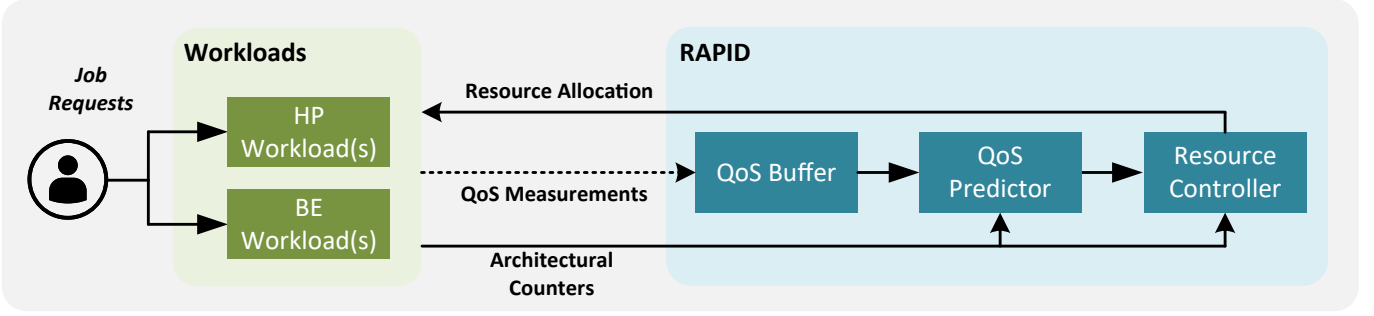 Workloads
RAPID
Job
Requests
HP
Workload(s)
BE
Workload(s)
Resource Allocation
QoS Measurements
Architectural
Counters
QoS Buffer
QoS
Predictor
Resource
Controller